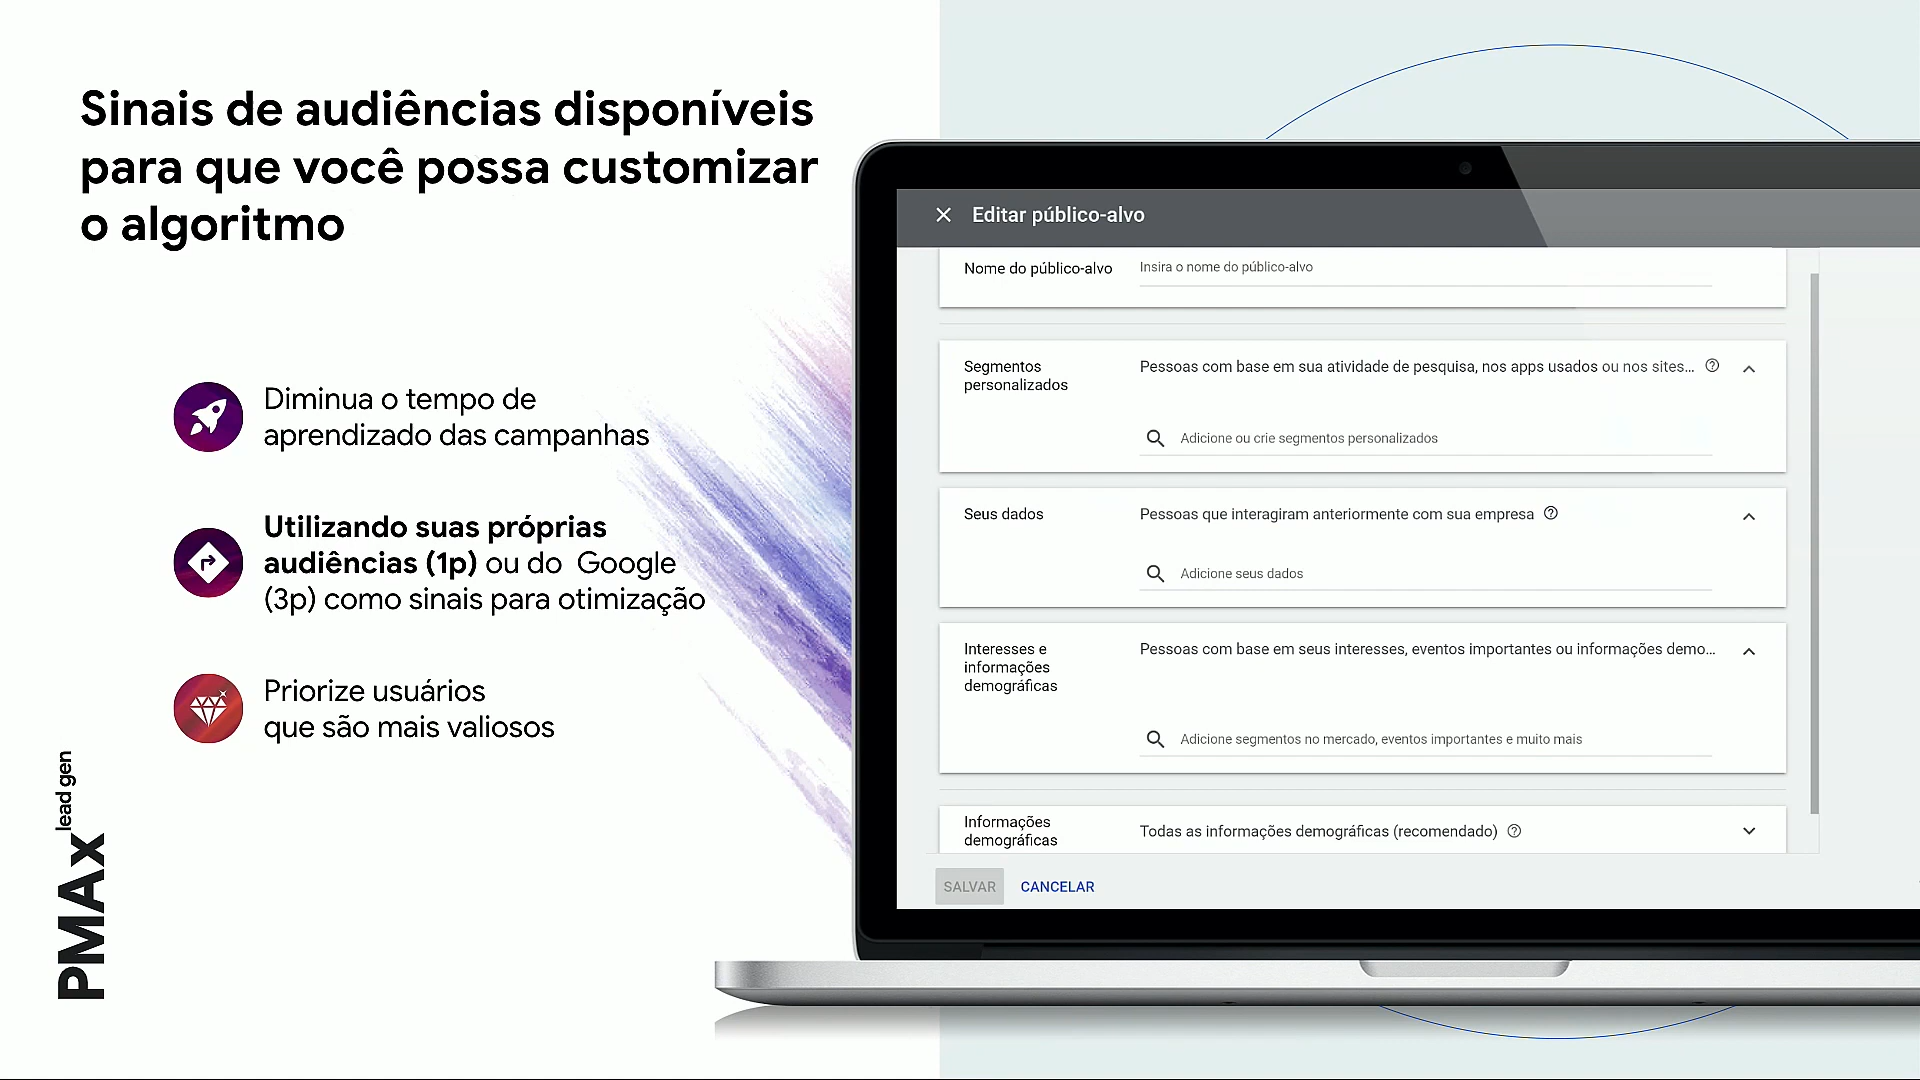 Sinais de audiências disponíveis
para que você possa customizar
o algoritmo
Diminua o tempo de
aprendizado das campanhas
Utilizando suas próprias
audiências (1p) ou do  Google
(3p) como sinais para otimização
Priorize usuários
que são mais valiosos
PMAx lead gen
Editar público-alvo
Nome do público-alvo
Insira o nome do público-alvo
Segmentos
personalizados
Pessoas com base em sua atividade de pesquisa, nos apps usados ou nos sites...
Adicione ou crie segmentos personalizados
Seus dados
Pessoas que interagiram anteriormente com sua empresa
Adicione seus dados
Interesses e
informações
demográficas
Pessoas com base em seus interesses, eventos importantes ou informações demo...
Adicione segmentos no mercado, eventos importantes e muito mais
Informações
demográficas
Todas as informações demográficas (recomendado)
SALVAR
CANCELAR